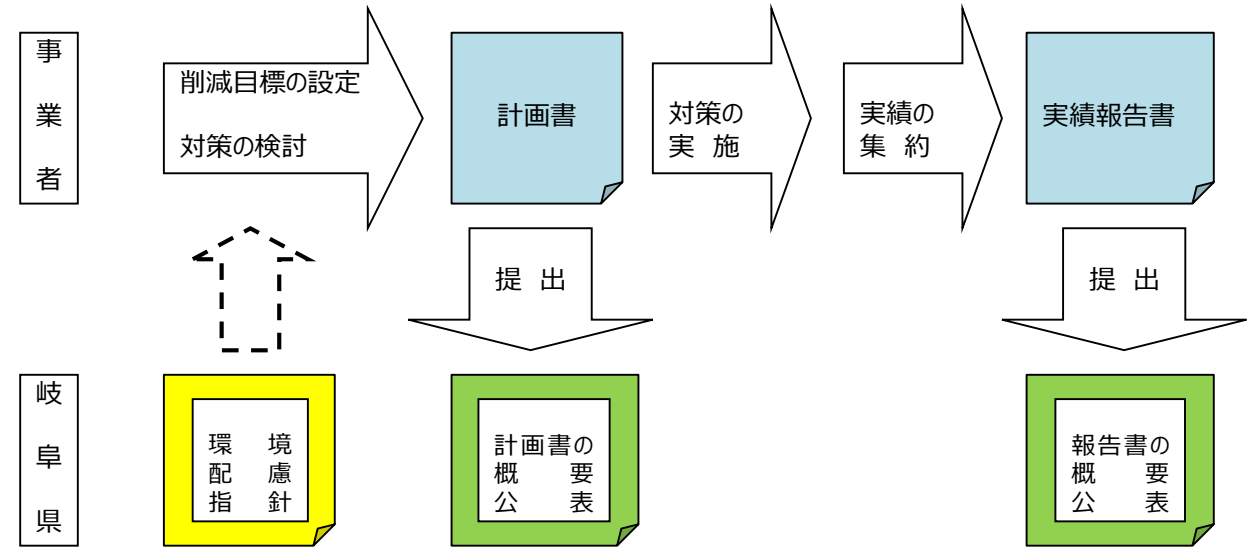 事業者
削減目標の設定
対策の検討
計画書
対策の
実 施
実績の
集 約
実績報告書
提 出
提 出
岐阜県
環 境
配 慮
指 針
計画書の
概 要
公 表
報告書の
概 要
公 表